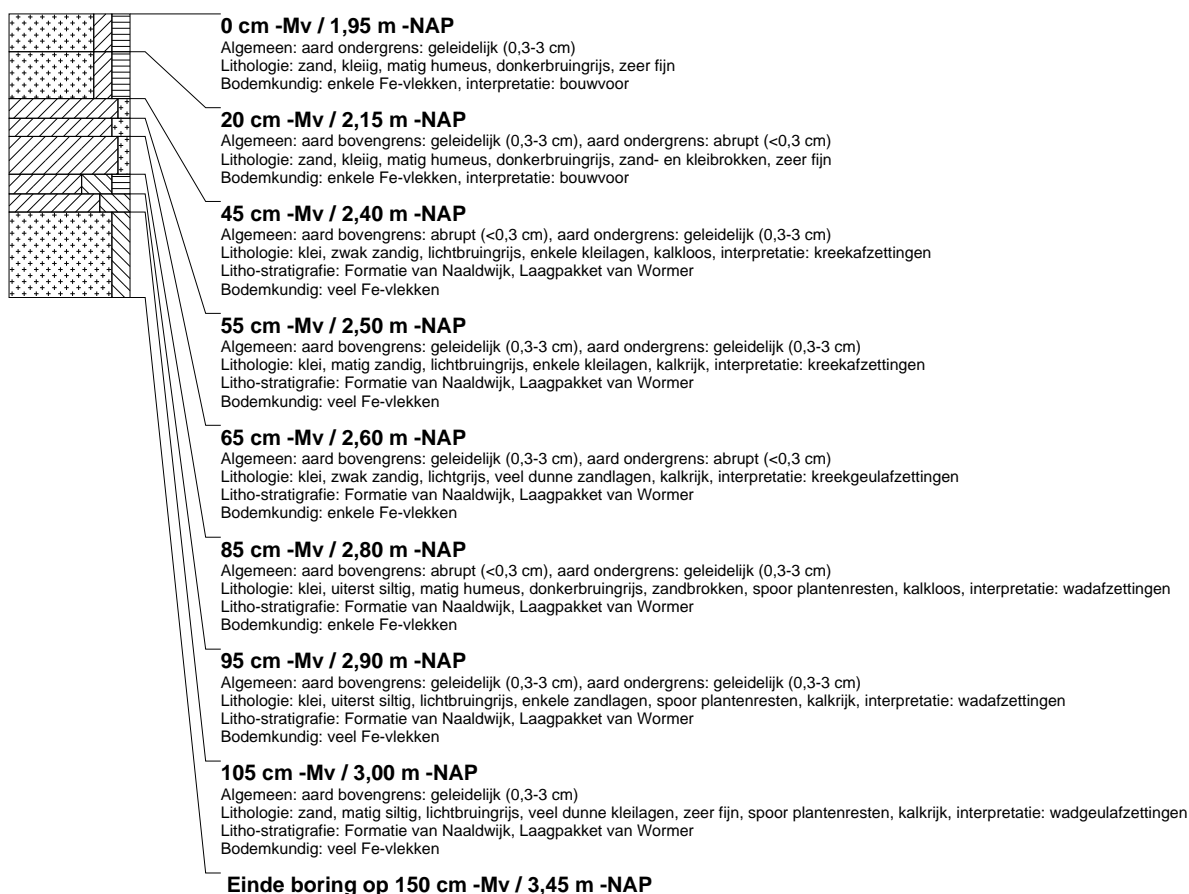 0 cm -Mv / 1,95 m -NAP
Algemeen: aard ondergrens: geleidelijk (0,3-3 cm)
Lithologie: zand, kleiig, matig humeus, donkerbruingrijs, zeer fijn
Bodemkundig: enkele Fe-vlekken, interpretatie: bouwvoor
20 cm -Mv / 2,15 m -NAP
Algemeen: aard bovengrens: geleidelijk (0,3-3 cm), aard ondergrens: abrupt (<0,3 cm)
Lithologie: zand, kleiig, matig humeus, donkerbruingrijs, zand- en kleibrokken, zeer fijn
Bodemkundig: enkele Fe-vlekken, interpretatie: bouwvoor
45 cm -Mv / 2,40 m -NAP
Algemeen: aard bovengrens: abrupt (<0,3 cm), aard ondergrens: geleidelijk (0,3-3 cm)
Lithologie: klei, zwak zandig, lichtbruingrijs, enkele kleilagen, kalkloos, interpretatie: kreekafzettingen
Litho-stratigrafie: Formatie van Naaldwijk, Laagpakket van Wormer
Bodemkundig: veel Fe-vlekken
55 cm -Mv / 2,50 m -NAP
Algemeen: aard bovengrens: geleidelijk (0,3-3 cm), aard ondergrens: geleidelijk (0,3-3 cm)
Lithologie: klei, matig zandig, lichtbruingrijs, enkele kleilagen, kalkrijk, interpretatie: kreekafzettingen
Litho-stratigrafie: Formatie van Naaldwijk, Laagpakket van Wormer
Bodemkundig: veel Fe-vlekken
65 cm -Mv / 2,60 m -NAP
Algemeen: aard bovengrens: geleidelijk (0,3-3 cm), aard ondergrens: abrupt (<0,3 cm)
Lithologie: klei, zwak zandig, lichtgrijs, veel dunne zandlagen, kalkrijk, interpretatie: kreekgeulafzettingen
Litho-stratigrafie: Formatie van Naaldwijk, Laagpakket van Wormer
Bodemkundig: enkele Fe-vlekken
85 cm -Mv / 2,80 m -NAP
Algemeen: aard bovengrens: abrupt (<0,3 cm), aard ondergrens: geleidelijk (0,3-3 cm)
Lithologie: klei, uiterst siltig, matig humeus, donkerbruingrijs, zandbrokken, spoor plantenresten, kalkloos, interpretatie: wadafzettingen
Litho-stratigrafie: Formatie van Naaldwijk, Laagpakket van Wormer
Bodemkundig: enkele Fe-vlekken
95 cm -Mv / 2,90 m -NAP
Algemeen: aard bovengrens: geleidelijk (0,3-3 cm), aard ondergrens: geleidelijk (0,3-3 cm)
Lithologie: klei, uiterst siltig, lichtbruingrijs, enkele zandlagen, spoor plantenresten, kalkrijk, interpretatie: wadafzettingen
Litho-stratigrafie: Formatie van Naaldwijk, Laagpakket van Wormer
Bodemkundig: veel Fe-vlekken
105 cm -Mv / 3,00 m -NAP
Algemeen: aard bovengrens: geleidelijk (0,3-3 cm)
Lithologie: zand, matig siltig, lichtbruingrijs, veel dunne kleilagen, zeer fijn, spoor plantenresten, kalkrijk, interpretatie: wadgeulafzettingen
Litho-stratigrafie: Formatie van Naaldwijk, Laagpakket van Wormer
Bodemkundig: veel Fe-vlekken
Einde boring op 150 cm -Mv / 3,45 m -NAP